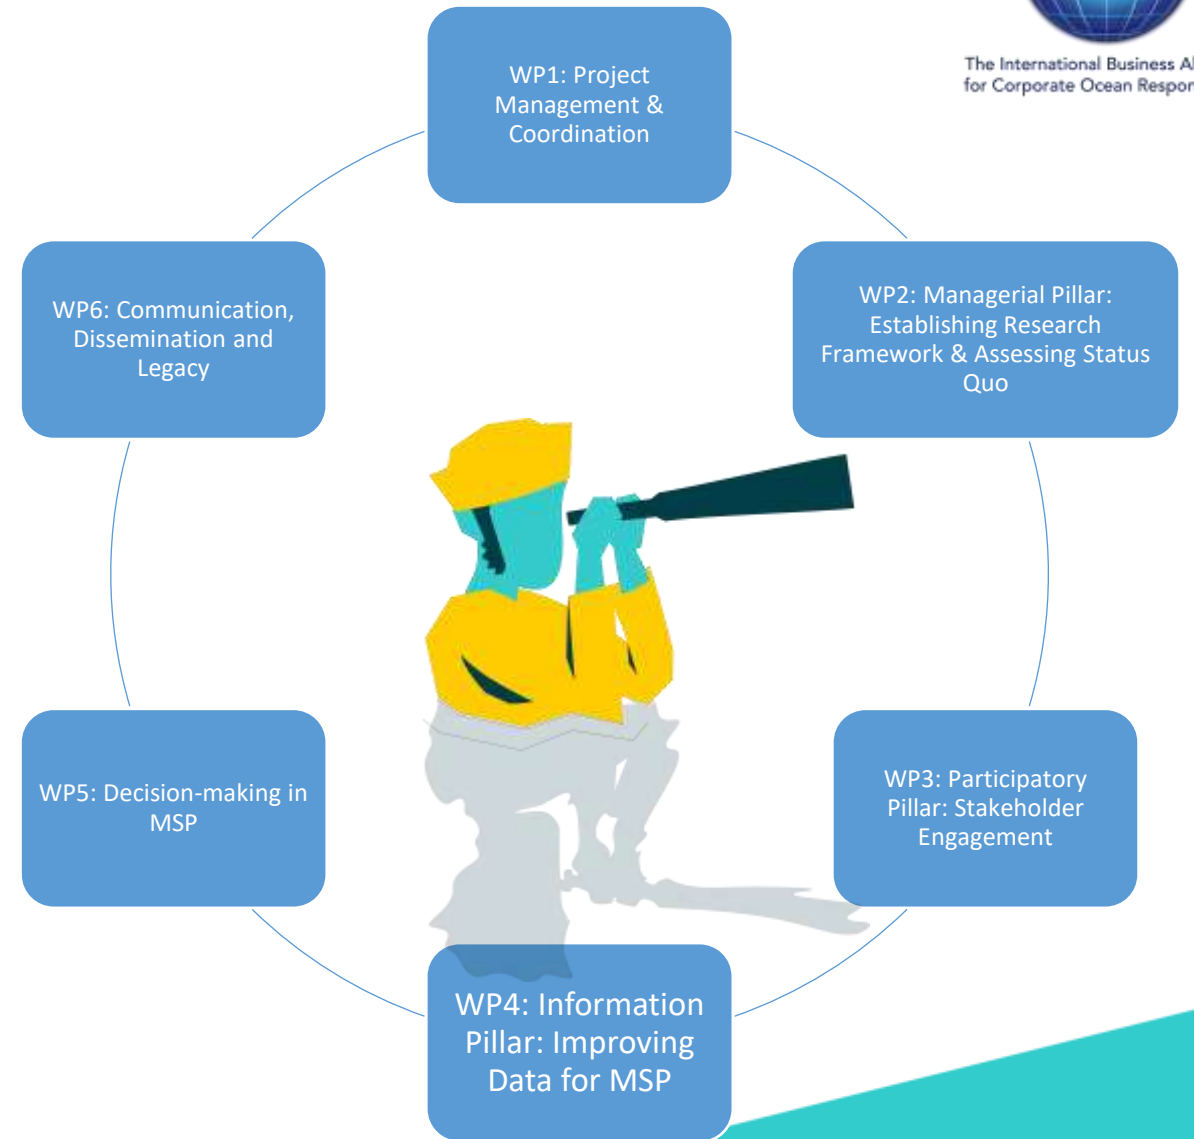 The International Business
for Corporate Ocean
WP1: Project
Management &
Coordination
WP6: Communication,
Dissemination and
Legacy
WP2: Managerial Pillar:
Establishing Research
Framework & Assessing Status
Quo
WP5: Decision-making in
MSP
WP3: Participatory
Pillar: Stakeholder
Engagement
WP4: Information
Pillar: Improving
Data for MSP